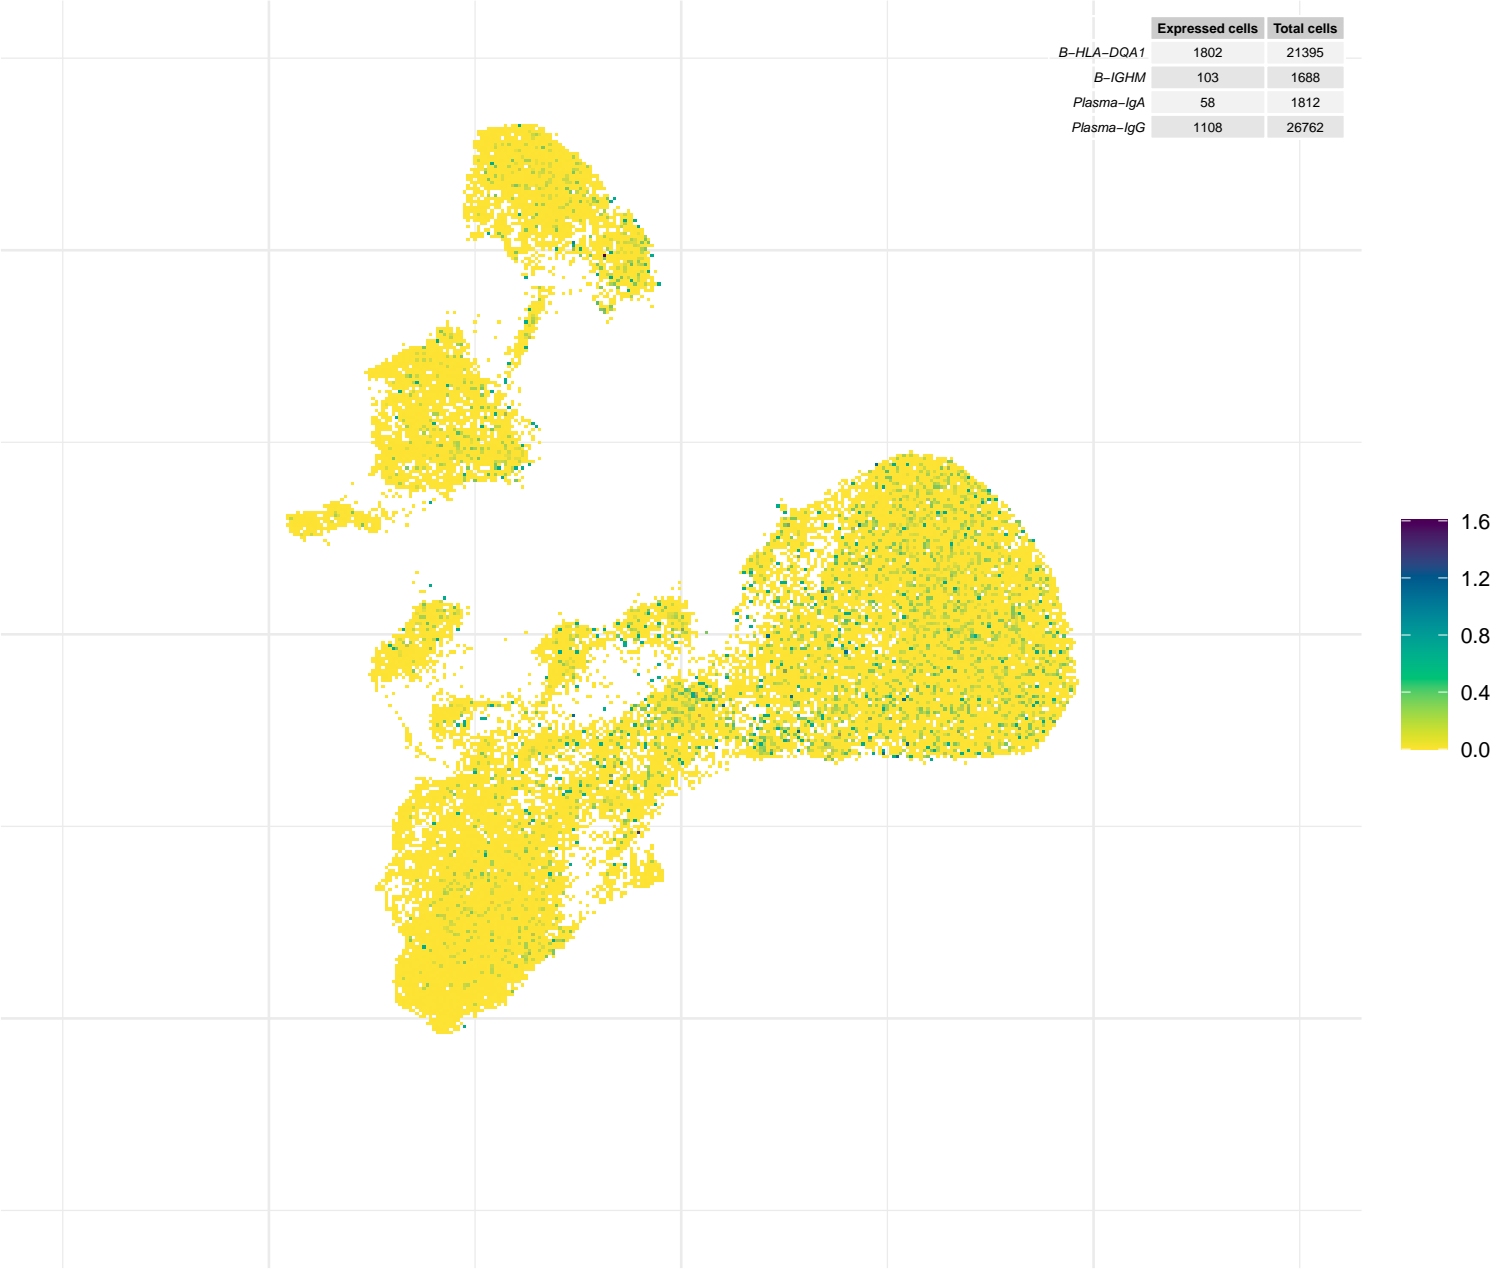 Expressed cells Total cells
B−HLA−DQA1 1802 21395
B−IGHM 103 1688
Plasma−IgA 58 1812
Plasma−IgG 1108 26762
1.6
1.2
0.8
0.4
0.0